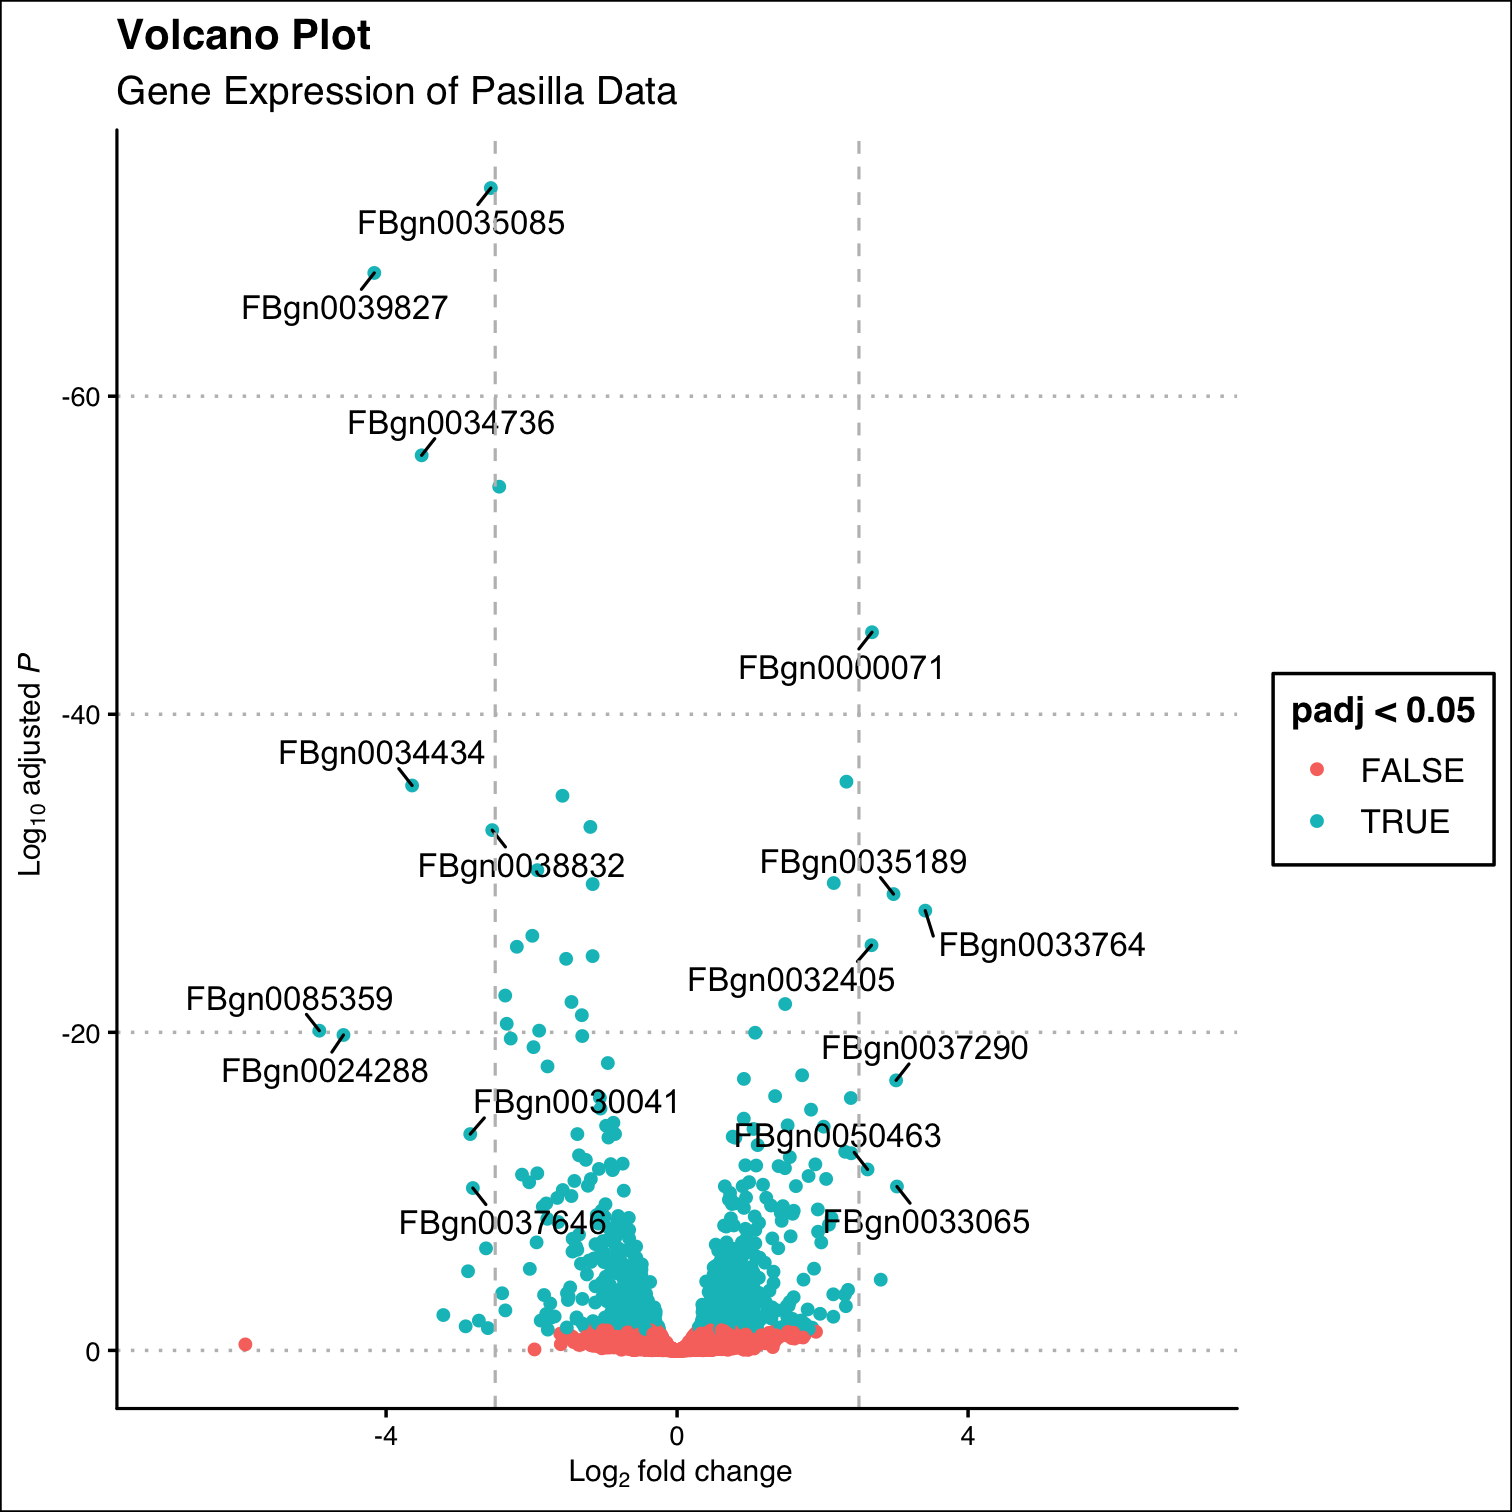 Volcano Plot
Gene Expression of Pasilla Data
FBgn0035085
FBgn0039827
-60
FBgn0034736
FBgn0000071
-40
FBgn0034434
FBgn0038832
FBgn0035189
FBgn0033764
FBgn0032405
FBgn0085359
-20
FBgn0024288
FBgn0037290
FBgn0030041
FBgn0050463
FBgn0037646
FBgn0033065
0
-4
0
4
Log2 fold change
Log10 adjusted P
padj < 0.05
FALSE
TRUE